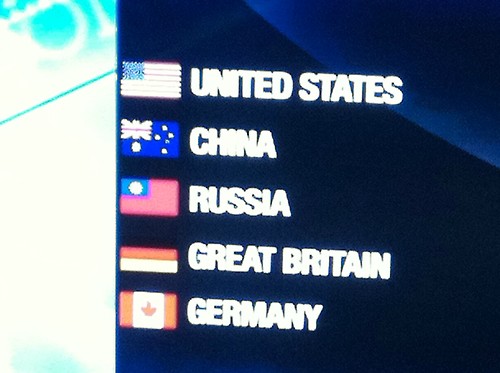 UNITED STATES
CHINA
RUSSIA
GREAT BRITAIN
GERMANY